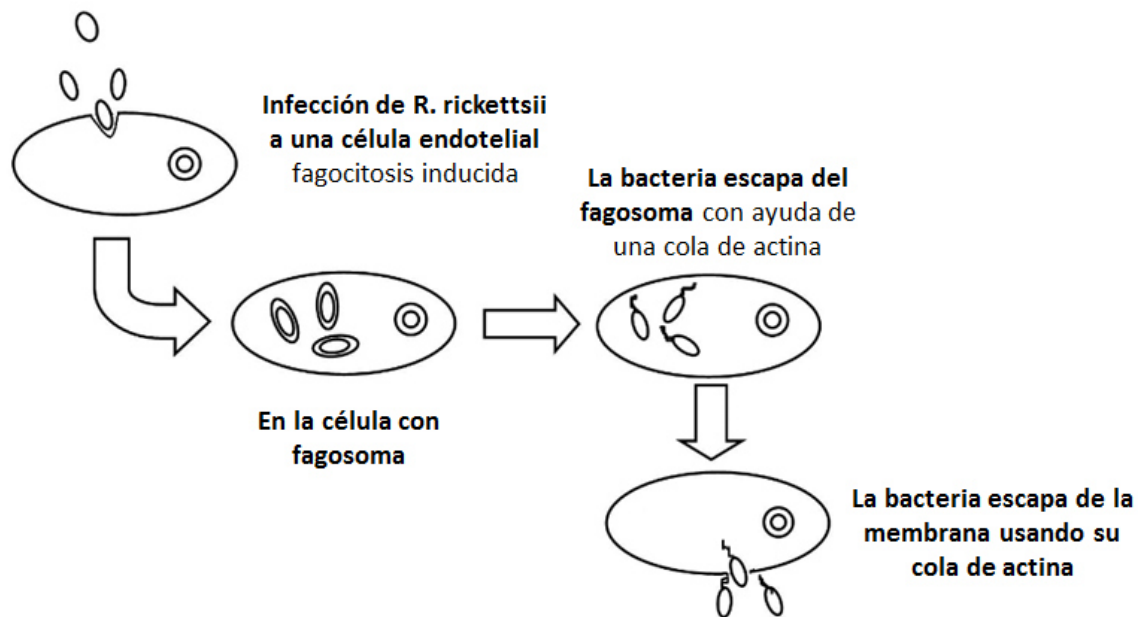 Infección de R. rickettsii
a una célula endotelial
fagocitosis inducida
La bacteria escapa del
fagosoma con ayuda de
una cola de actina
En la célula con
fagosoma
La bacteria escapa de la
membrana usando su
cola de actina